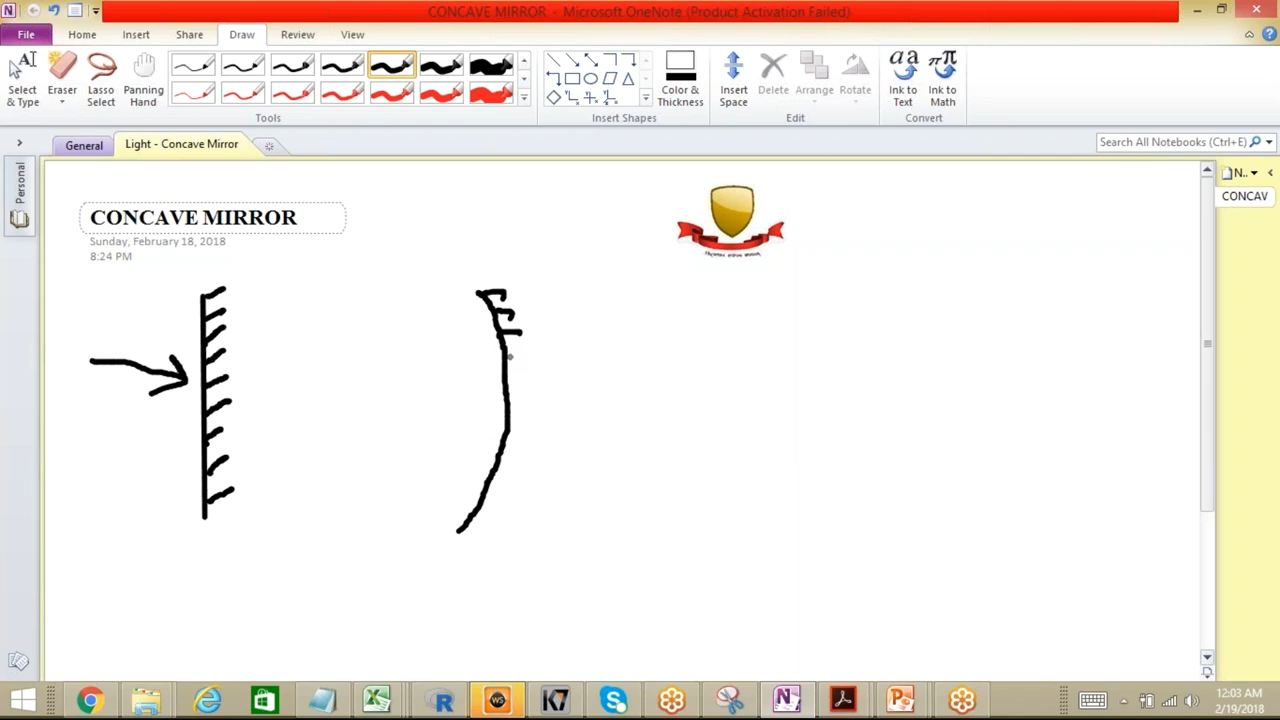 CONCAVE MIRROR - Microsoft OneNote (Product Activation Failed)
File Home Insert Share Draw Review View
Select & Type
Eraser
Lasso Select
Panning Hand
Color & Thickness
Insert Space
Delete
Arrange
Rotate
Ink to Text
Ink to Math
Tools
Insert Shapes
Edit
Convert
General
Light - Concave Mirror
Search All Notebooks (Ctrl+E)
Personal
N..
CONCAV
CONCAVE MIRROR
Sunday, February 18, 2018
8:24 PM
12:03 AM
2/19/2018